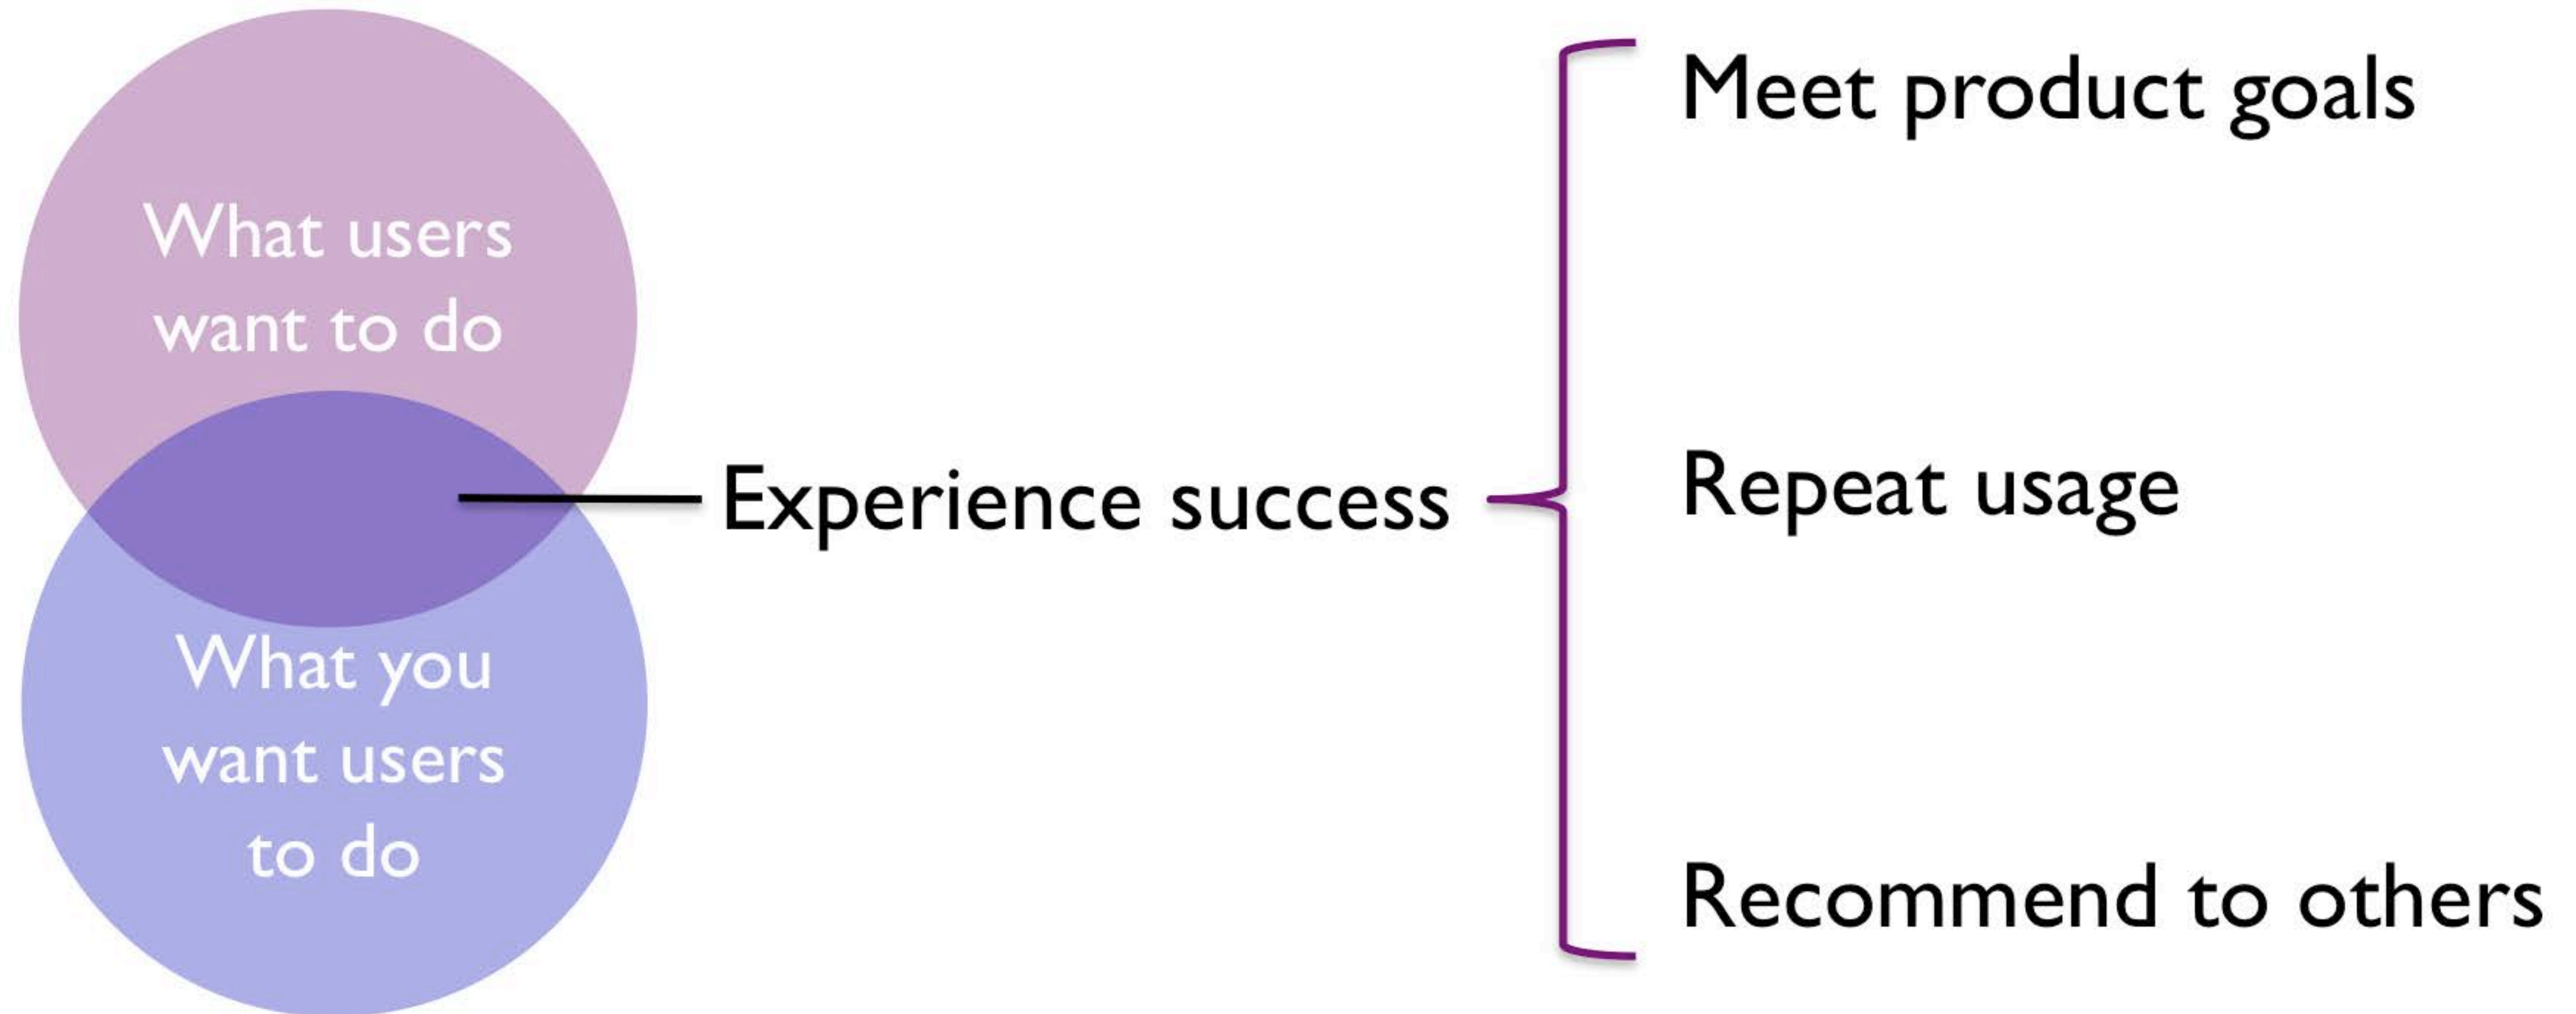 What users
want to do
What you
want users
to do
Experience success
Meet product goals
Repeat usage
Recommend to others